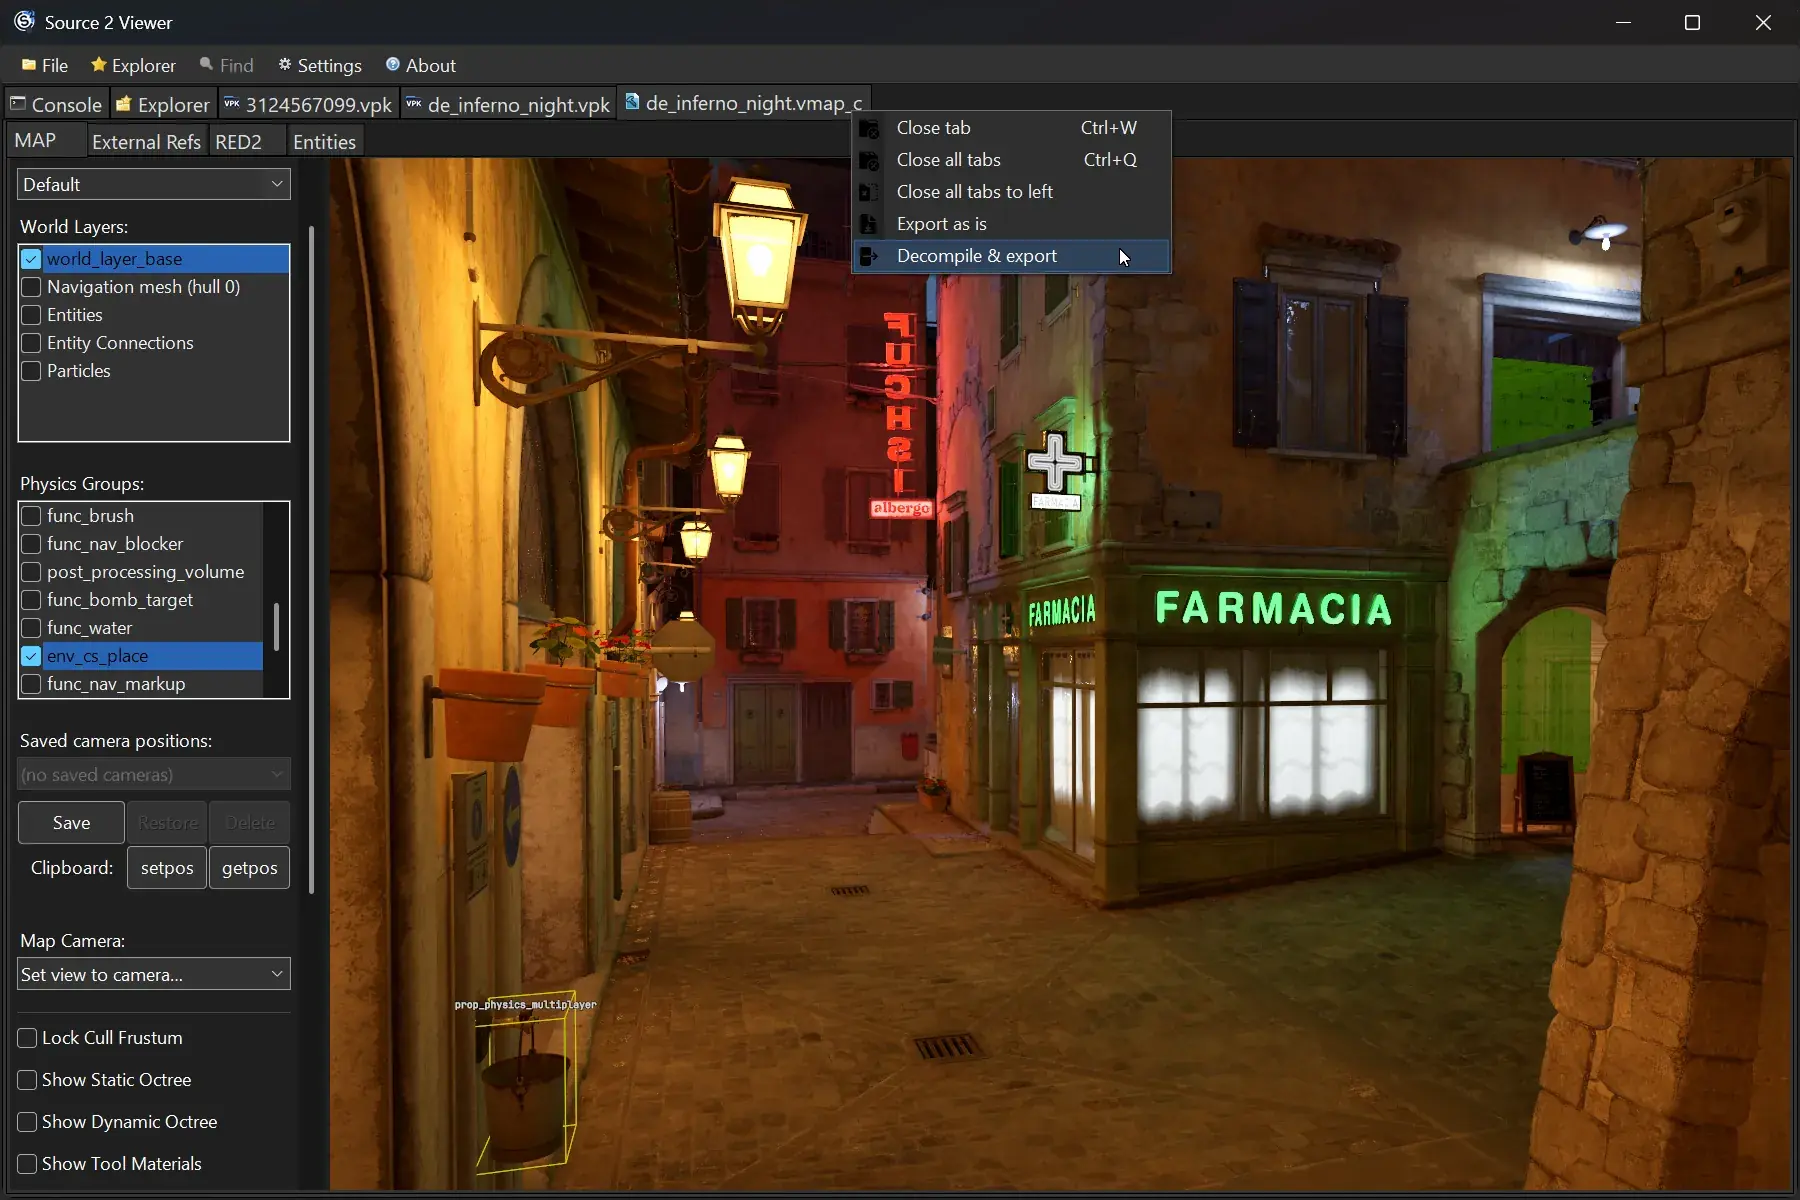 Source 2 Viewer
File Explorer Find Settings About
Console Explorer VPK 3124567099.vpk VPK de_inferno_night.vpk de_inferno_night.vmap_c
MAP External Refs RED2 Entities
Close tab Ctrl+W
Close all tabs Ctrl+Q
Close all tabs to left
Export as is
Decompile & export
Default
World Layers:
world_layer_base
Navigation mesh (hull 0)
Entities
Entity Connections
Particles
Physics Groups:
func_brush
func_nav_blocker
post_processing_volume
func_bomb_target
func_water
env_cs_place
func_nav_markup
Saved camera positions:
(no saved cameras)
Save Restore Delete
Clipboard: setpos getpos
Map Camera:
Set view to camera...
Lock Cull Frustum
Show Static Octree
Show Dynamic Octree
Show Tool Materials
albergo
FARMACIA
FARMACIA
FARMACIA
prop_physics_multiplayer